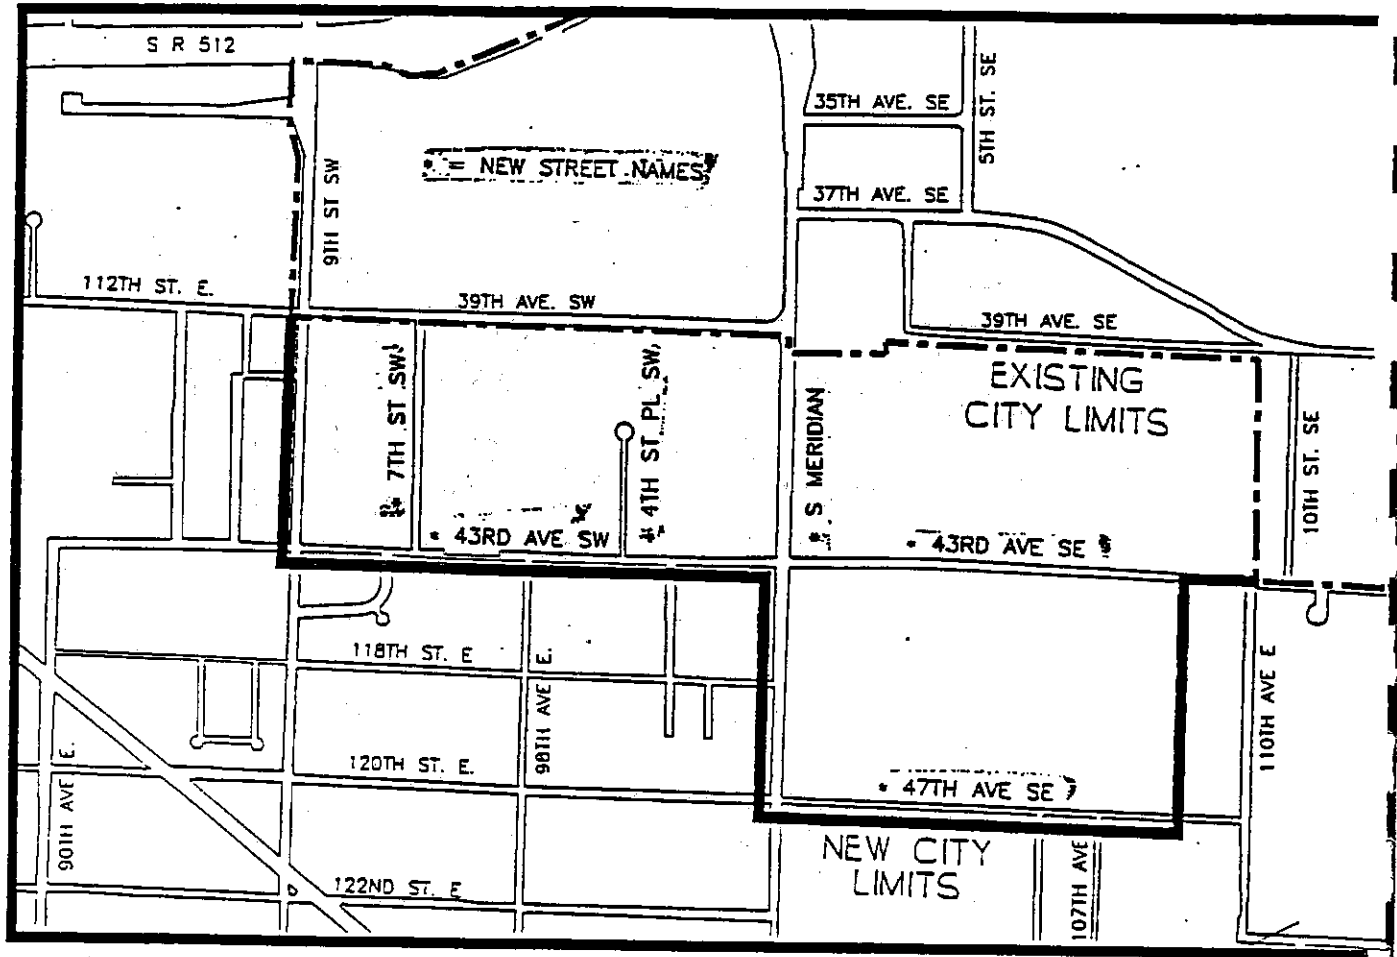 S R 512
35TH AVE. SE
5TH ST. SE
* = NEW STREET NAMES
9TH ST SW
37TH AVE. SE
112TH ST. E.
39TH AVE. SW
39TH AVE. SE
EXISTING
CITY LIMITS
* 7TH ST SW
* 4TH ST PL SW
* S MERIDIAN
10TH ST. SE
* 43RD AVE SW
* 43RD AVE SE
118TH ST. E
98TH AVE E.
110TH AVE E
90TH AVE E.
120TH ST. E.
* 47TH AVE SE
NEW CITY
LIMITS
107TH AVE
122ND ST. E